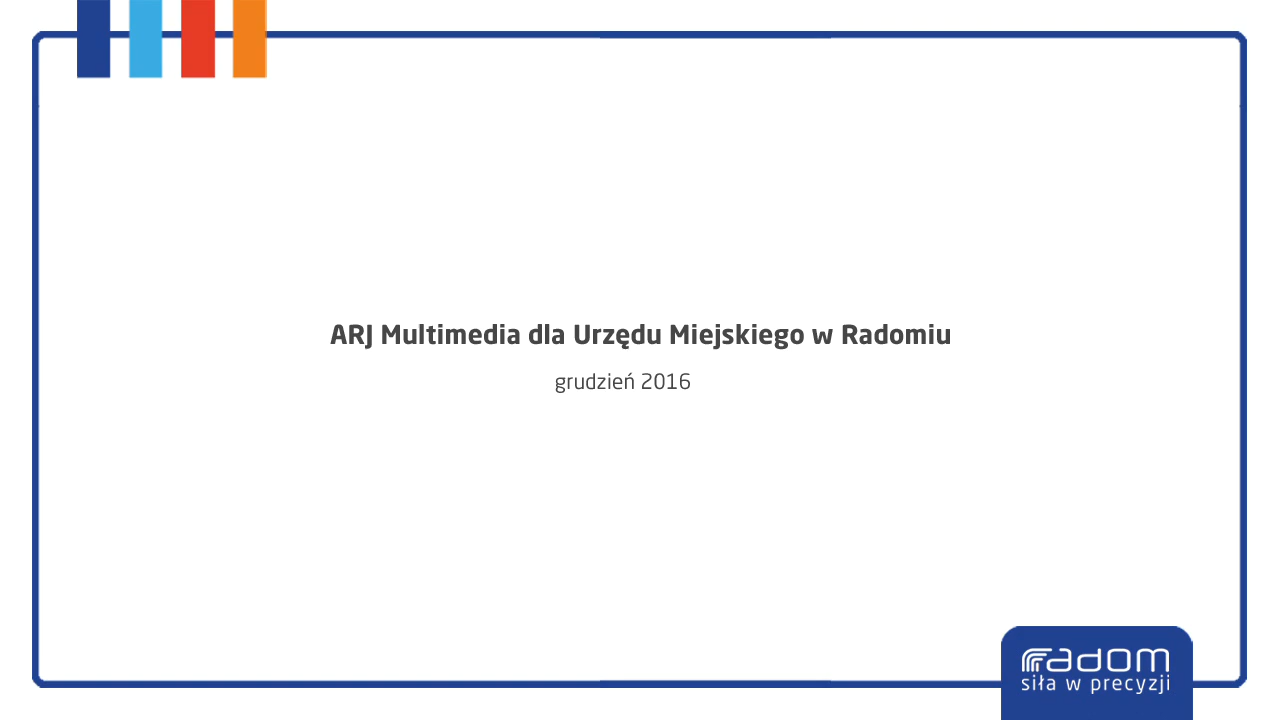 ARJ Multimedia dla Urzędu Miejskiego w Radomiu
grudzień 2016
radom
siła w precyzji